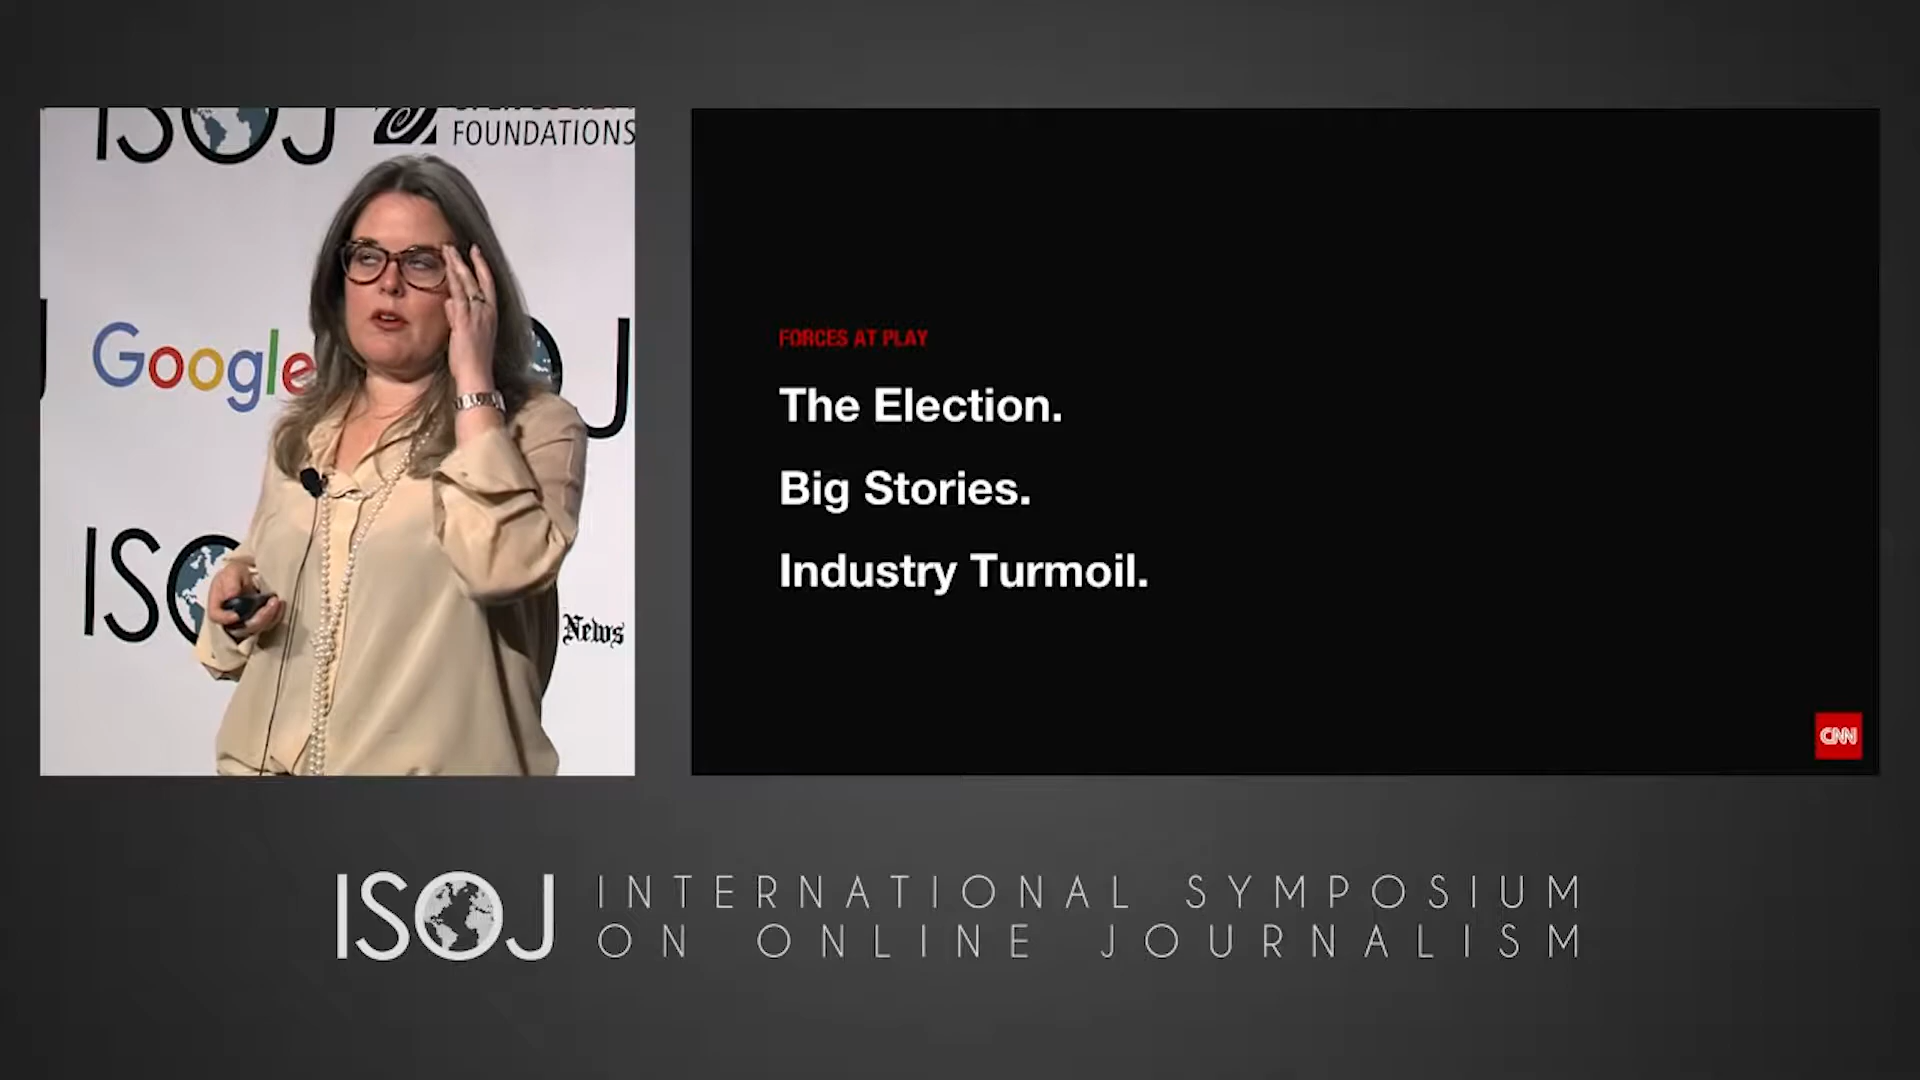 ISOJ
FOUNDATIONS
Google
ISOJ
News
FORCES AT PLAY
The Election.
Big Stories.
Industry Turmoil.
CNN
ISOJ
INTERNATIONAL SYMPOSIUM
ON ONLINE JOURNALISM